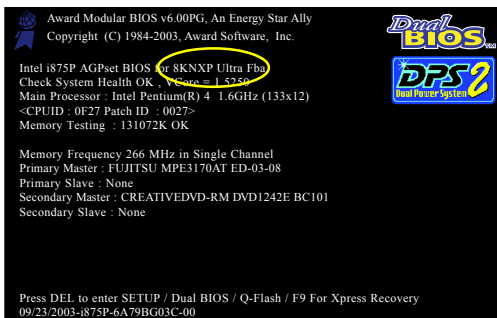 Award Modular BIOS v6.00PG, An Energy Star Ally
Copyright (C) 1984-2003, Award Software, Inc.
Dual
BIOS
TM
Intel i875P AGPset BIOS for 8KNXP Ultra Fba
Check System Health OK , VCore = 1.5250
Main Processor : Intel Pentium(R) 4 1.6GHz (133x12)
<CPUID : 0F27 Patch ID : 0027>
Memory Testing : 131072K OK
DPS2
Dual Power System
Memory Frequency 266 MHz in Single Channel
Primary Master : FUJITSU MPE3170AT ED-03-08
Primary Slave : None
Secondary Master : CREATIVEDVD-RM DVD1242E BC101
Secondary Slave : None
Press DEL to enter SETUP / Dual BIOS / Q-Flash / F9 For Xpress Recovery
09/23/2003-i875P-6A79BG03C-00